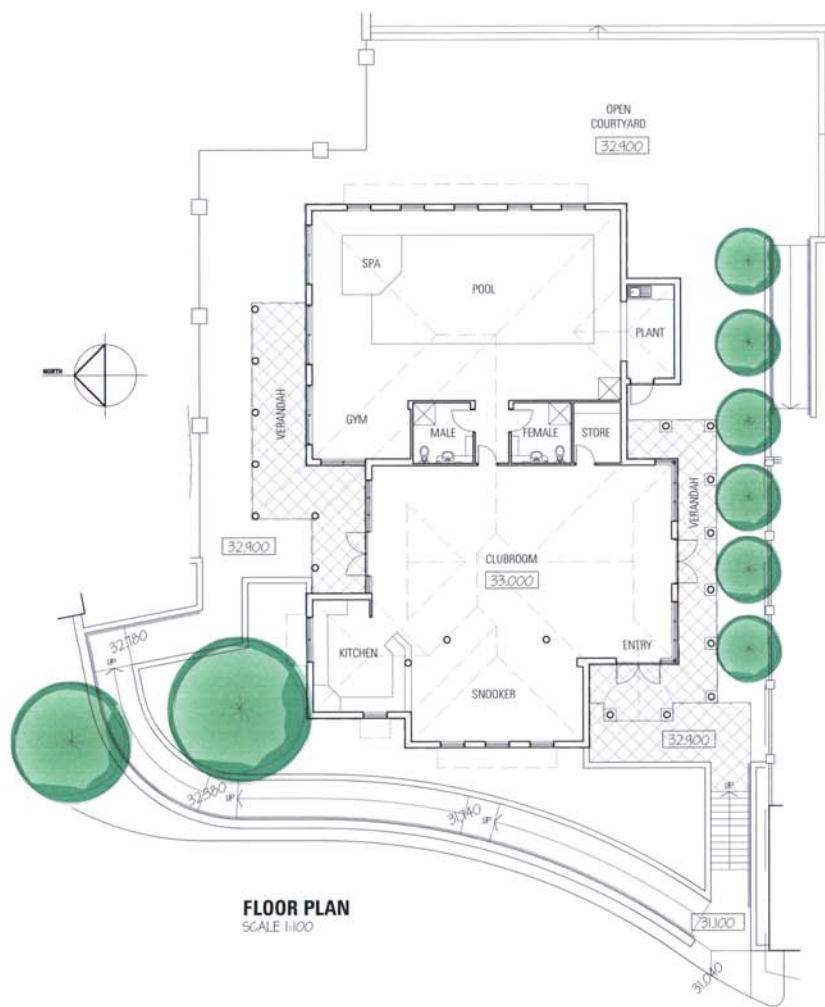 OPEN
COURTYARD
32.900
SPA
POOL
PLANT
NORTH
VERANDAH
GYM
MALE
FEMALE
STORE
VERANDAH
32.900
CLUBROOM
33.000
32.780
UP
KITCHEN
ENTRY
SNOOKER
32.900
32.380
UP
31.740
UP
UP
FLOOR PLAN
SCALE 1:100
31.100
31.040